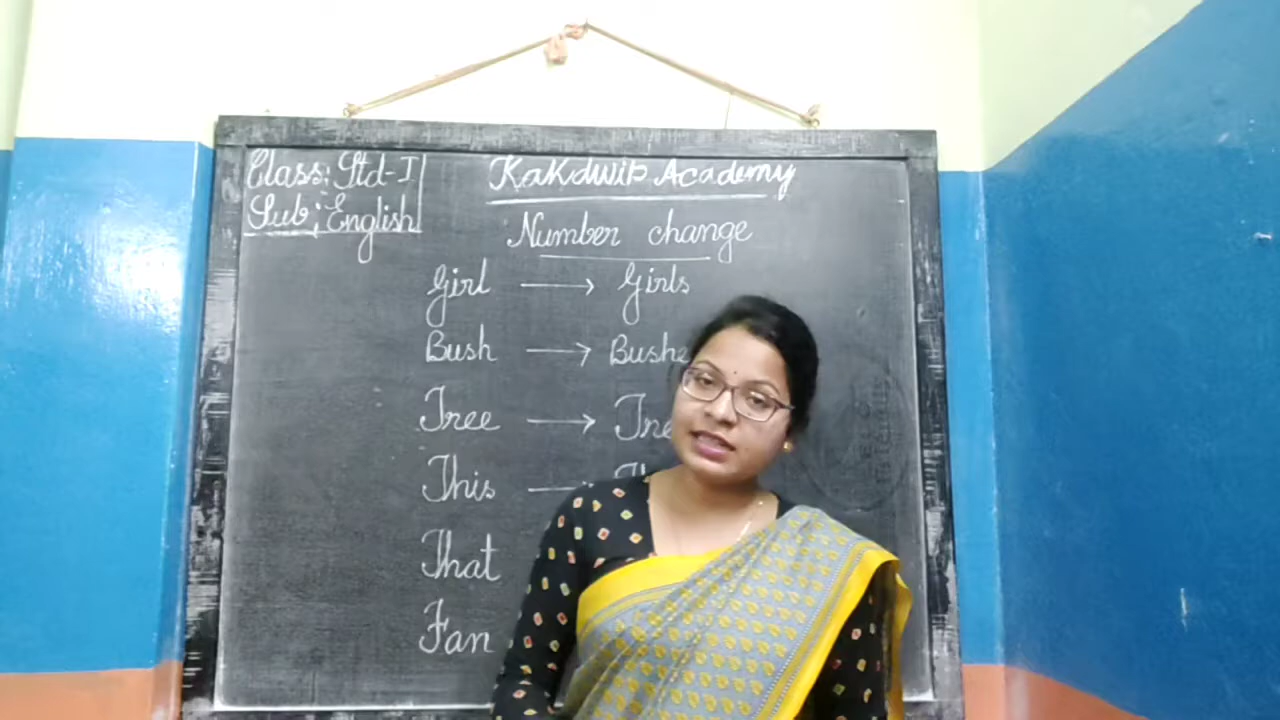 Class: Std-I
Sub: English
Kakdwip Academy
Number change
Girl → Girls
Bush → Bushe
Tree → Tre
This →
That
Fan